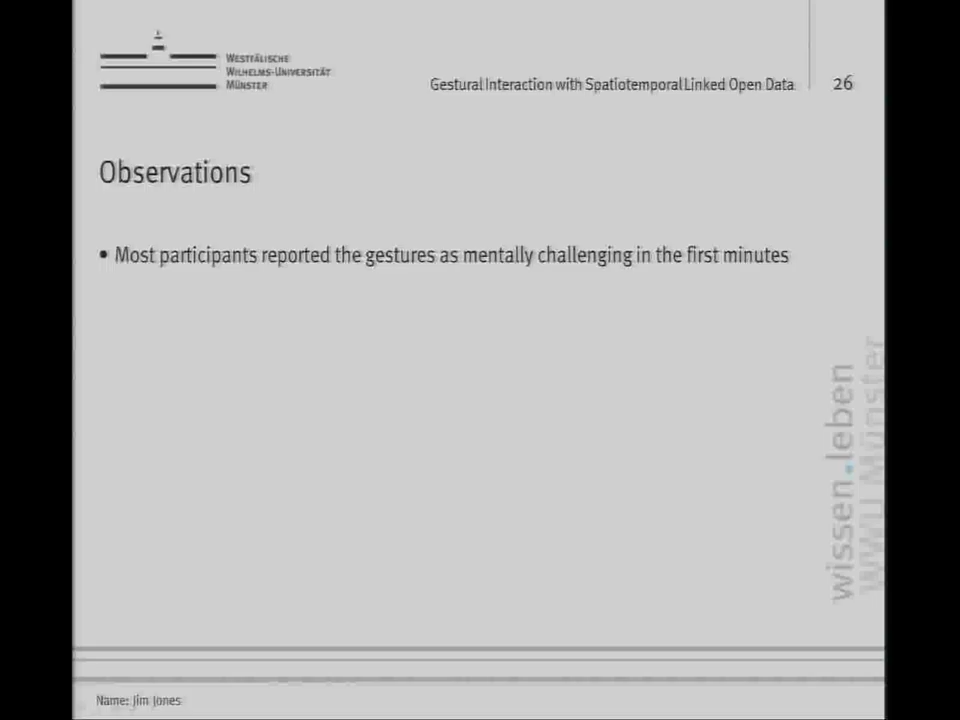 WESTFÄLISCHE
WILHELMS-UNIVERSITÄT
MÜNSTER
Gestural Interaction with Spatiotemporal Linked Open Data
26
Observations
• Most participants reported the gestures as mentally challenging in the first minutes
wissen.leben
WWU Münster
Name: Jim Jones